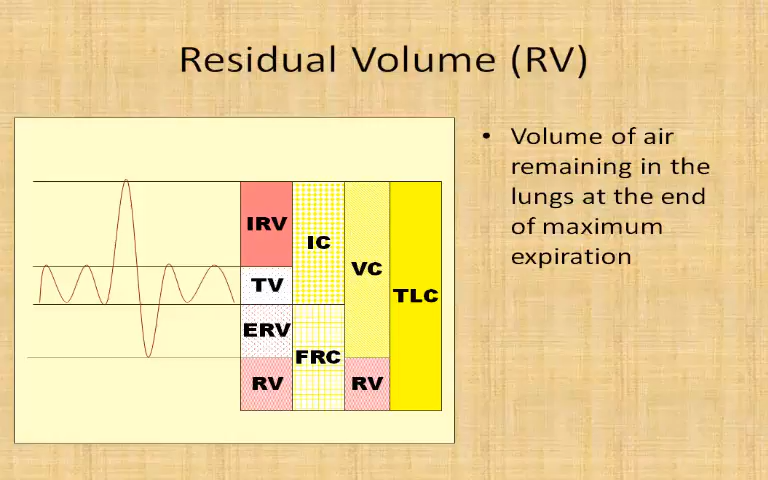 Residual Volume (RV)
• Volume of air
remaining in the
lungs at the end
of maximum
expiration
IRV
IC
VC
TLC
TV
ERV
FRC
RV
RV